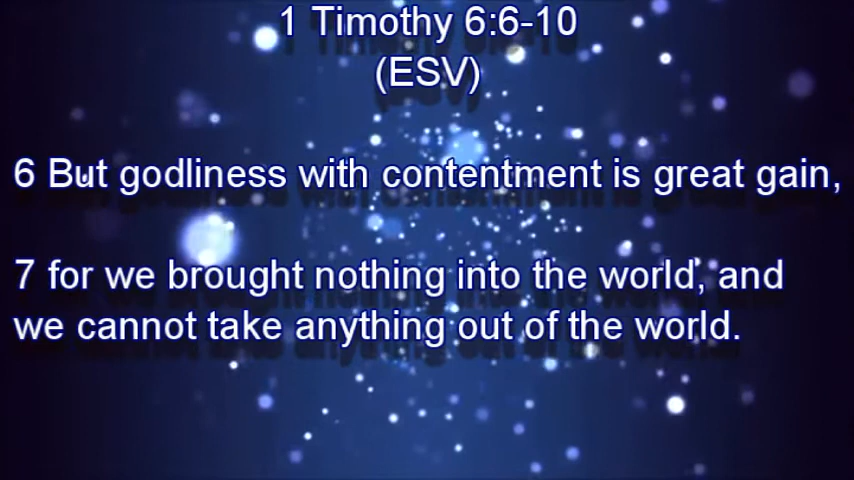 1 Timothy 6:6-10
(ESV)
6 But godliness with contentment is great gain,
7 for we brought nothing into the world, and
we cannot take anything out of the world.